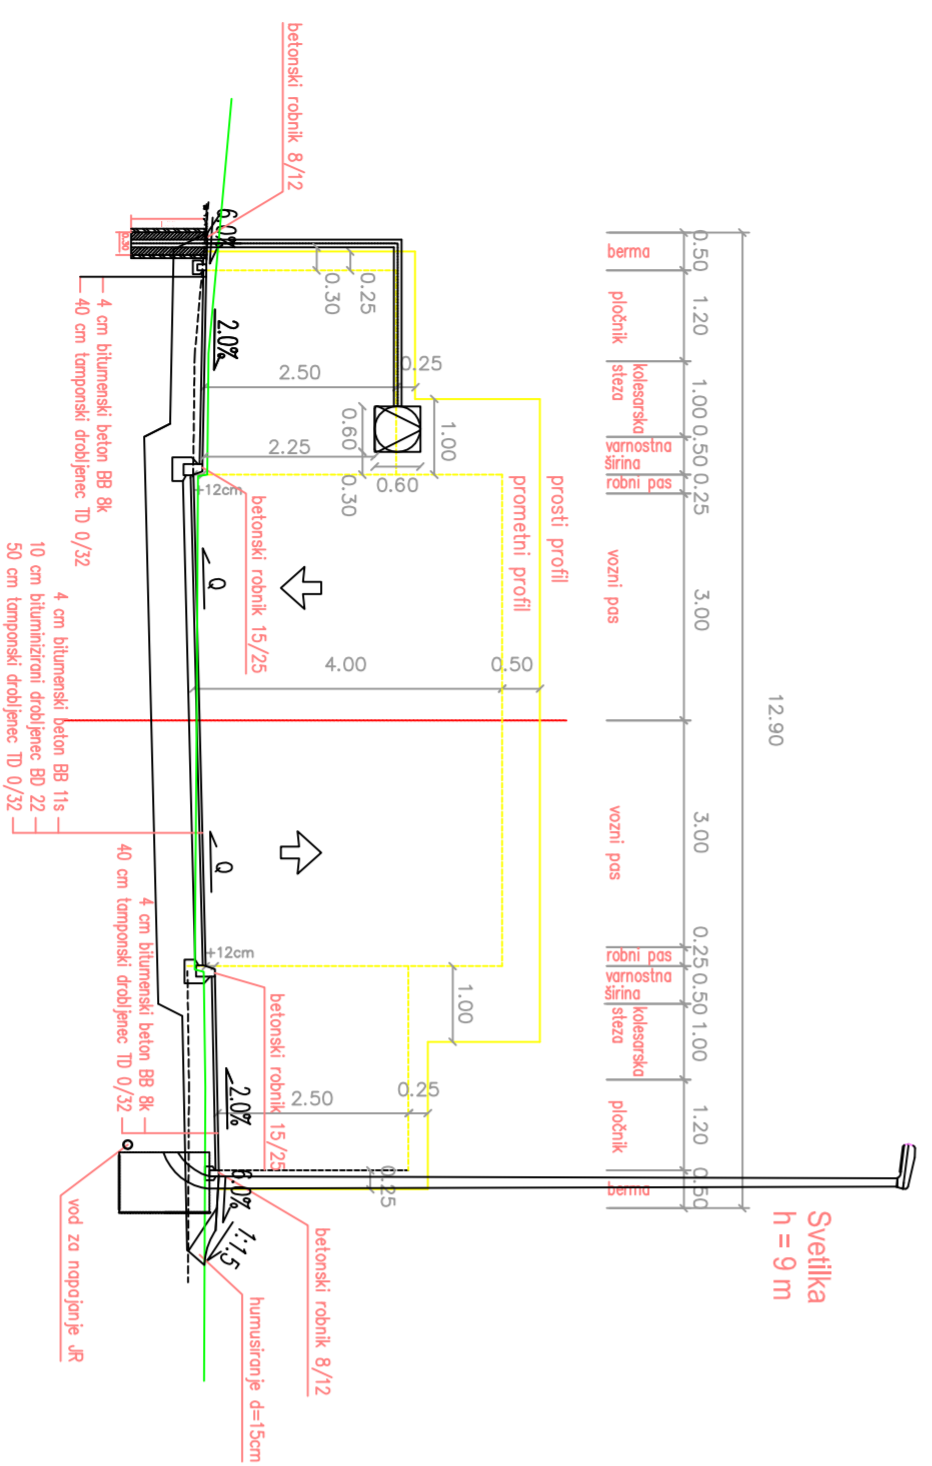 Svetilka
h = 9 m
12.90
0.50
1.20
1.00
0.50
0.25
3.00
3.00
0.25
0.50
1.00
1.20
0.50
berma
pločnik
kolesarska
steza
varnostna
širina
robni pas
vozni pas
vozni pas
robni pas
varnostna
širina
kolesarska
steza
pločnik
berma
prosti profil
prometni profil
0.50
4.00
1.00
1.00
0.25
2.50
0.25
0.30
0.60
2.25
0.60
0.30
0.25
2.50
0.25
betonski robnik 8/12
6.0%
2.0%
+12cm
betonski robnik 15/25
Q
Q
+12cm
betonski robnik 15/25
2.0%
6.0%
1:1.5
betonski robnik 8/12
humusiranje d=15cm
0.30
4 cm bitumenski beton BB 8k
40 cm tamponski drobljenec TD 0/32
4 cm bitumenski beton BB 11s
10 cm bituminizirani drobljenec BD 22
50 cm tamponski drobljenec TD 0/32
4 cm bitumenski beton BB 8k
40 cm tamponski drobljenec TD 0/32
vod za napajanje JR